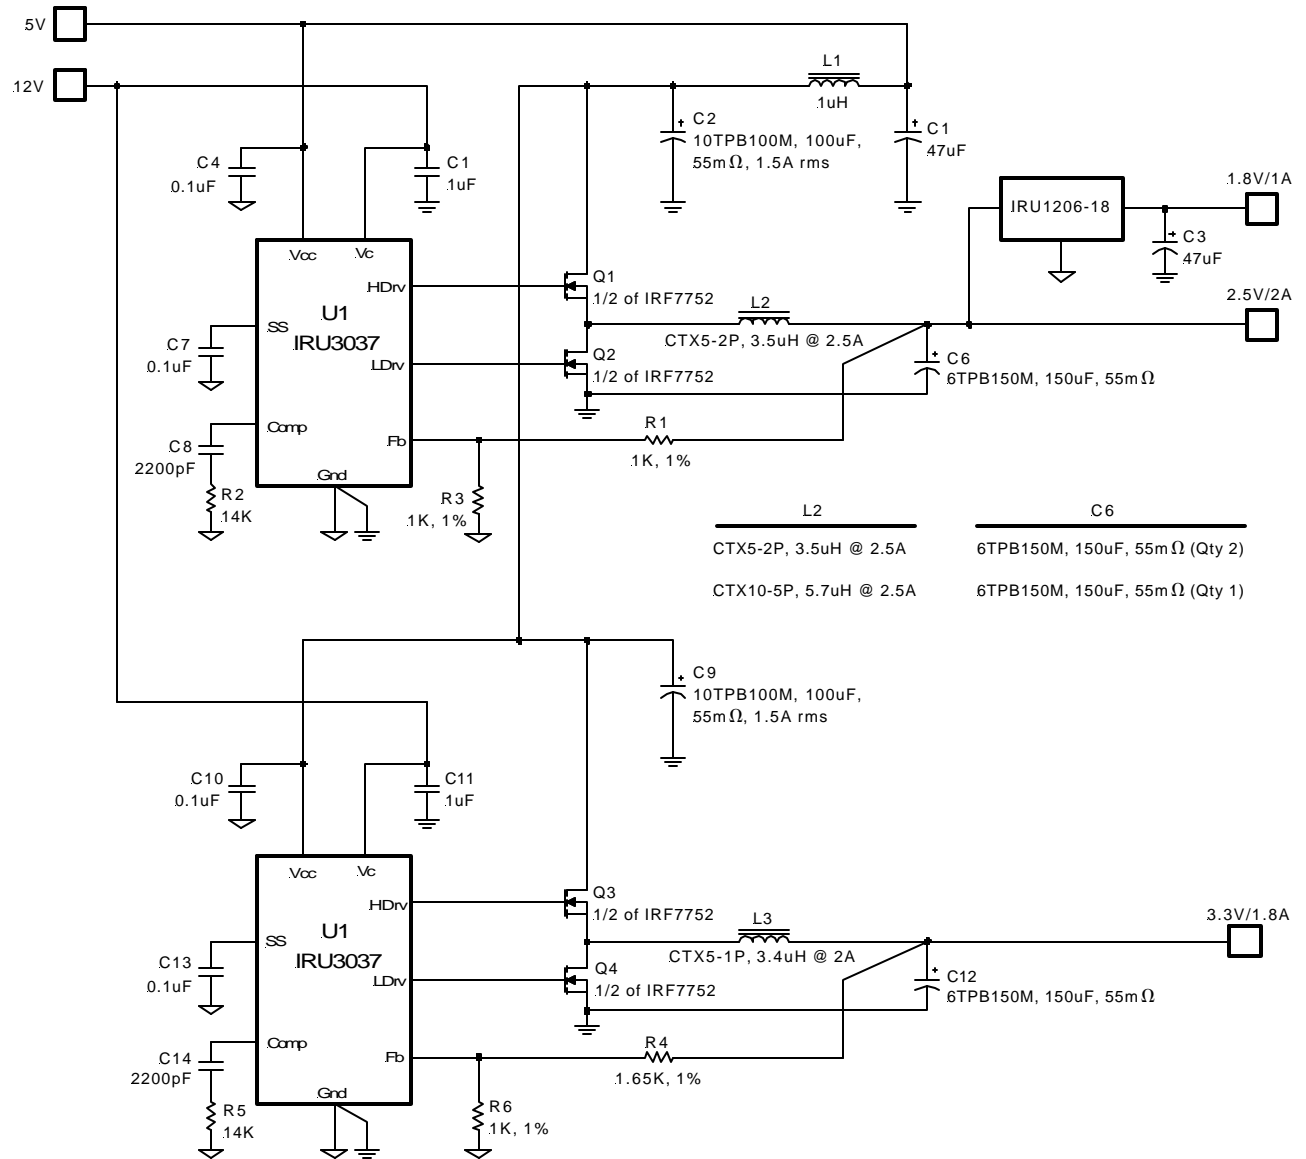 5V
12V
L1
1uH
C2
10TPB100M, 100uF,
55mΩ, 1.5A rms
C1
47uF
C4
0.1uF
C1
1uF
IRU1206-18
1.8V/1A
C3
47uF
Vcc
Vc
HDrv
U1
IRU3037
SS
LDrv
Comp
Fb
Gnd
Q1
1/2 of IRF7752
L2
CTX5-2P, 3.5uH @ 2.5A
2.5V/2A
Q2
1/2 of IRF7752
C6
6TPB150M, 150uF, 55mΩ
C7
0.1uF
C8
2200pF
R2
14K
R1
1K, 1%
R3
1K, 1%
L2
C6
CTX5-2P, 3.5uH @ 2.5A
6TPB150M, 150uF, 55mΩ (Qty 2)
CTX10-5P, 5.7uH @ 2.5A
6TPB150M, 150uF, 55mΩ (Qty 1)
C9
10TPB100M, 100uF,
55mΩ, 1.5A rms
C10
0.1uF
C11
1uF
Vcc
Vc
HDrv
U1
IRU3037
SS
LDrv
Comp
Fb
Gnd
Q3
1/2 of IRF7752
L3
CTX5-1P, 3.4uH @ 2A
3.3V/1.8A
Q4
1/2 of IRF7752
C12
6TPB150M, 150uF, 55mΩ
C13
0.1uF
C14
2200pF
R5
14K
R4
1.65K, 1%
R6
1K, 1%